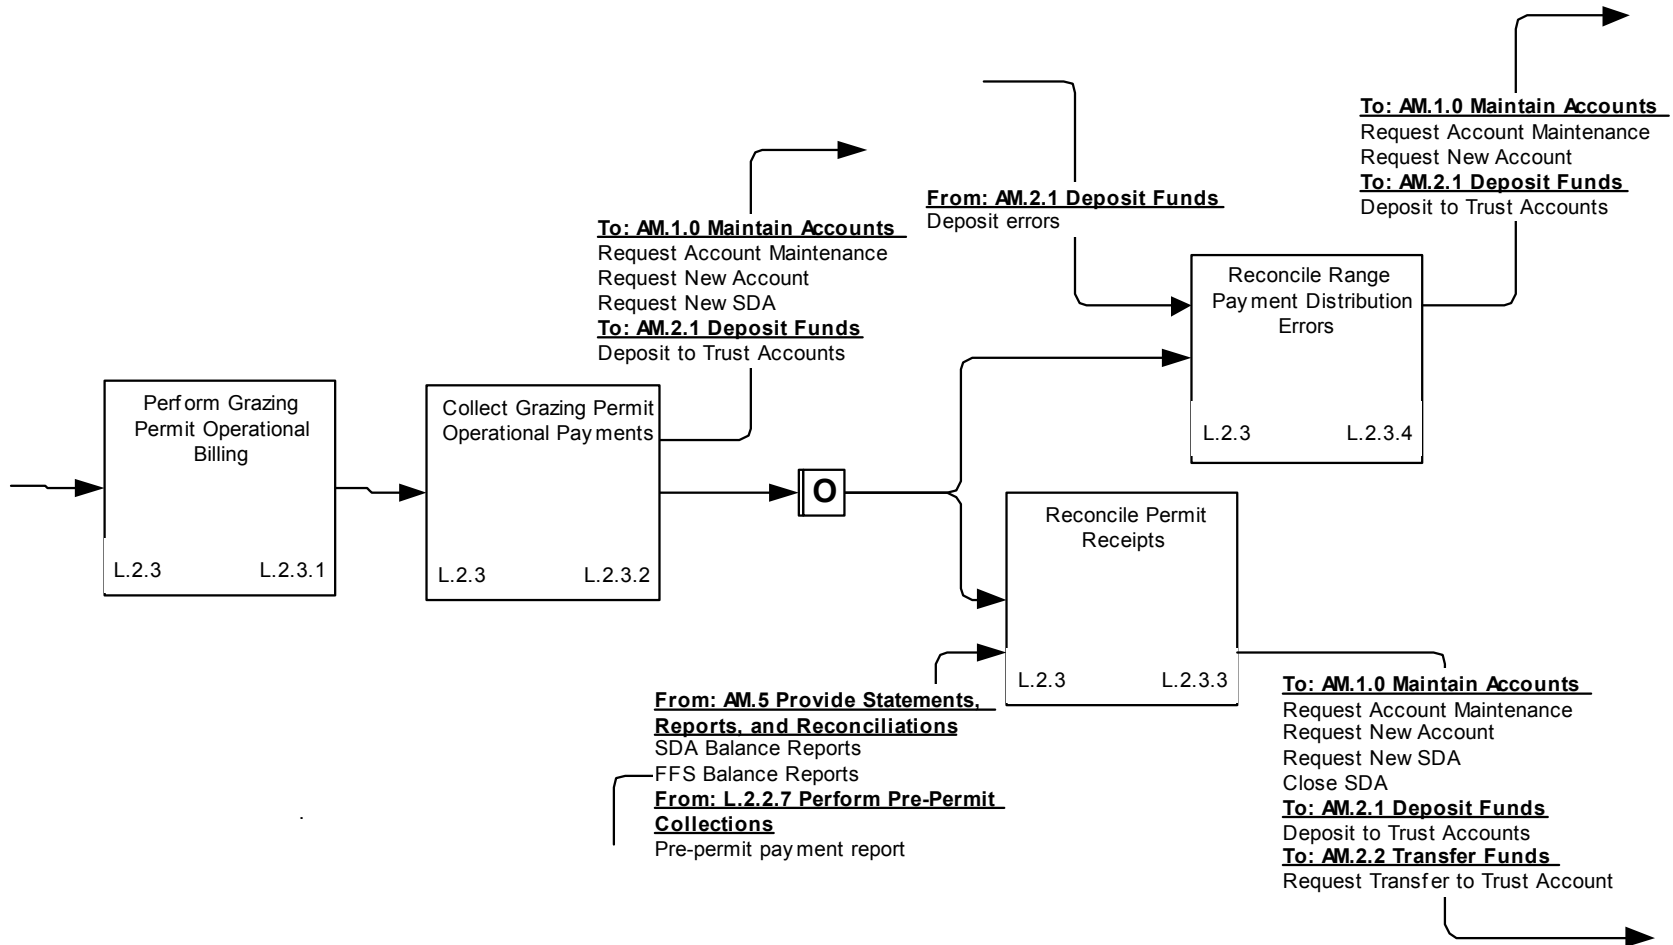 To: AM.1.0 Maintain Accounts
Request Account Maintenance
Request New Account
To: AM.2.1 Deposit Funds
Deposit to Trust Accounts
From: AM.2.1 Deposit Funds
Deposit errors
To: AM.1.0 Maintain Accounts
Request Account Maintenance
Request New Account
Request New SDA
To: AM.2.1 Deposit Funds
Deposit to Trust Accounts
Reconcile Range
Payment Distribution
Errors
L.2.3 L.2.3.4
Perform Grazing
Permit Operational
Billing
L.2.3 L.2.3.1
Collect Grazing Permit
Operational Payments
L.2.3 L.2.3.2
O
Reconcile Permit
Receipts
L.2.3 L.2.3.3
From: AM.5 Provide Statements,
Reports, and Reconciliations
SDA Balance Reports
FFS Balance Reports
From: L.2.2.7 Perform Pre-Permit
Collections
Pre-permit payment report
To: AM.1.0 Maintain Accounts
Request Account Maintenance
Request New Account
Request New SDA
Close SDA
To: AM.2.1 Deposit Funds
Deposit to Trust Accounts
To: AM.2.2 Transfer Funds
Request Transfer to Trust Account